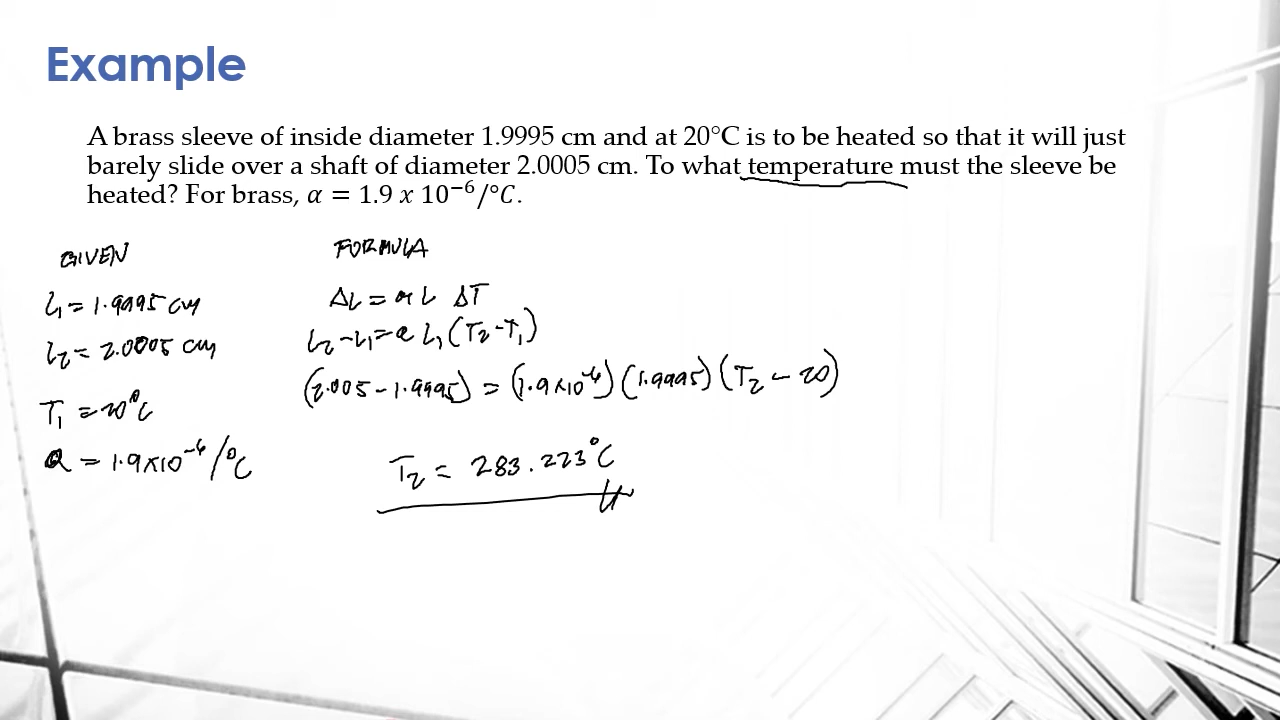 Example
A brass sleeve of inside diameter 1.9995 cm and at 20°C is to be heated so that it will just
barely slide over a shaft of diameter 2.0005 cm. To what temperature must the sleeve be
heated? For brass, α = 1.9 x 10⁻⁶/°C.
GIVEN
L₁ = 1.9995 cm
L₂ = 2.0005 cm
T₁ = 20°C
α = 1.9x10⁻⁶/°C
FORMULA
ΔL = αL ΔT
L₂-L₁ = αL₁(T₂-T₁)
(2.005-1.9995) = (1.9x10⁻⁶)(1.9995)(T₂-20)
T₂ = 283.223°C